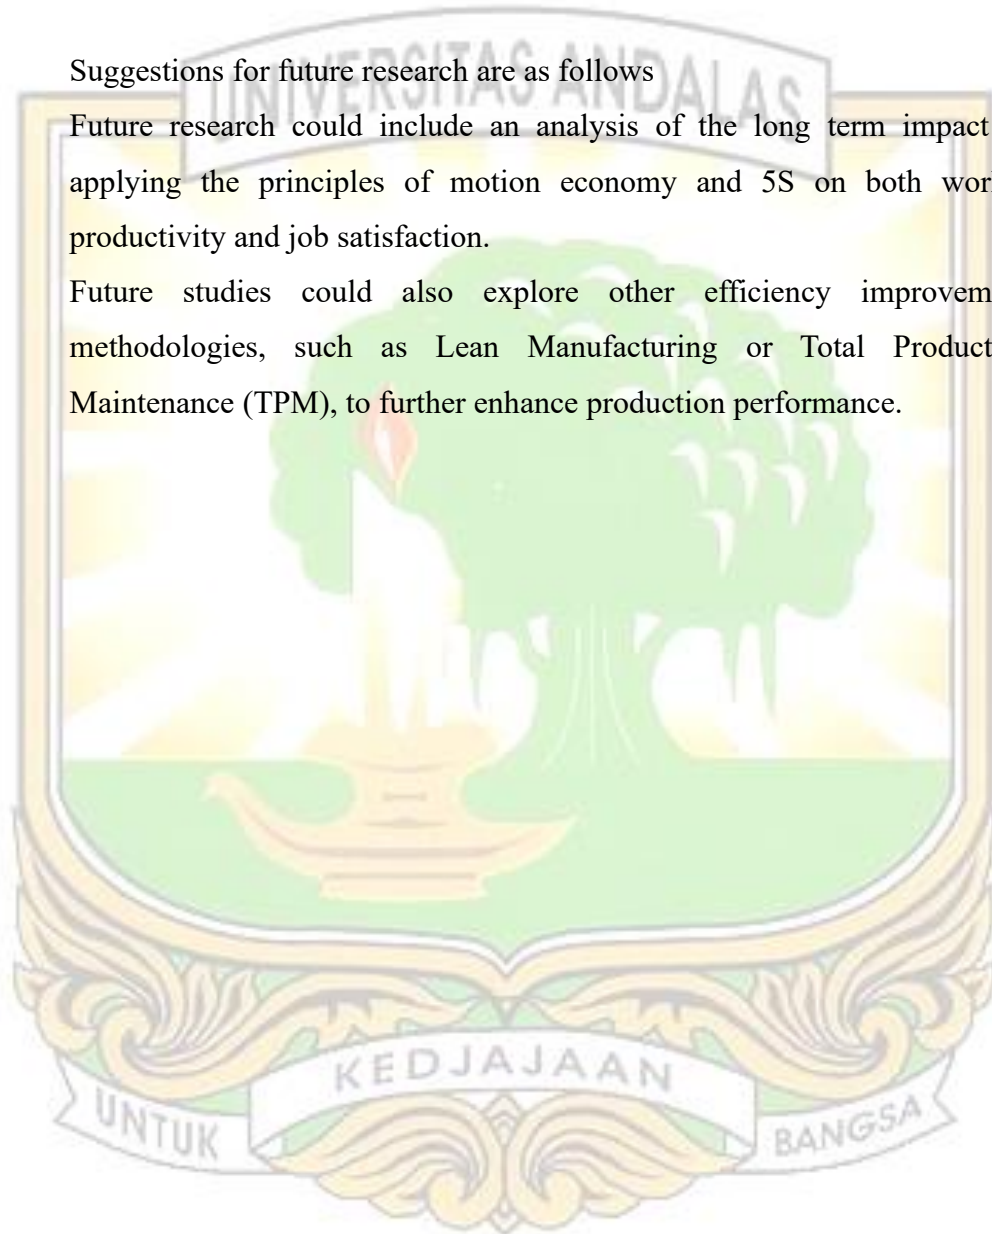 UNIVERSITAS ANDALAS
Suggestions for future research are as follows
Future research could include an analysis of the long term impact
applying the principles of motion economy and 5S on both wor
productivity and job satisfaction.
Future studies could also explore other efficiency improvem
methodologies, such as Lean Manufacturing or Total Product
Maintenance (TPM), to further enhance production performance.
KEDJAJAAN
UNTUK
BANGSA